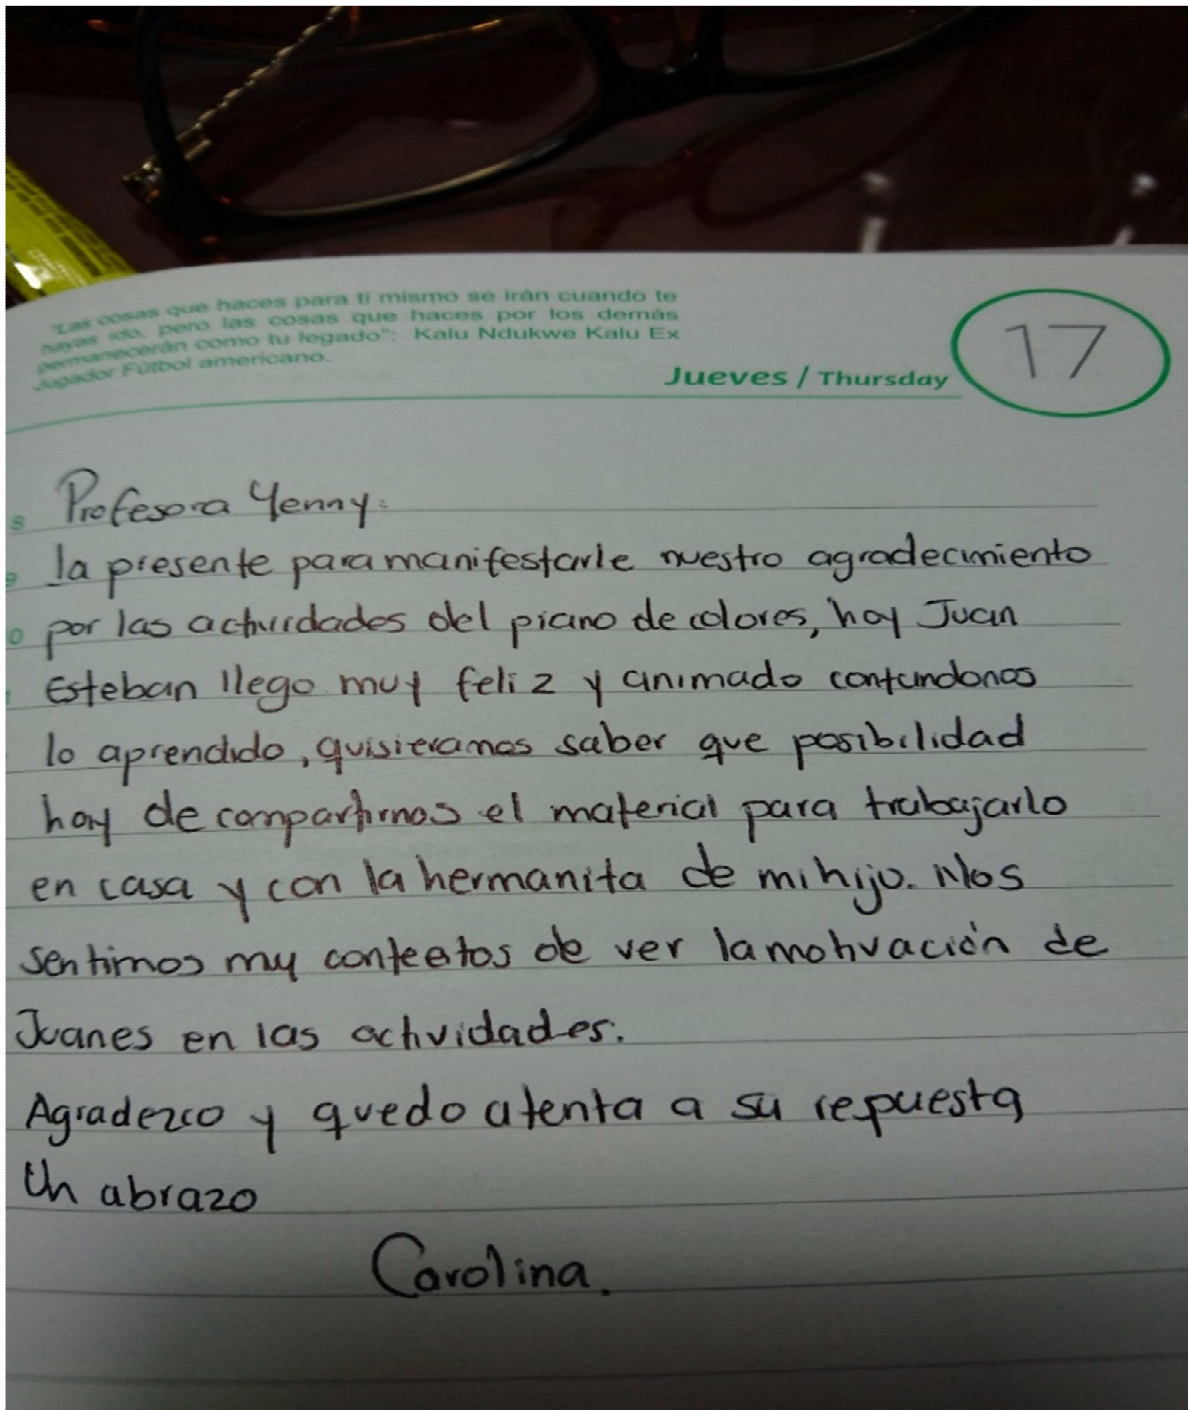 "Las cosas que haces para ti mismo se irán cuando te
hayas ido, pero las cosas que haces por los demás
permanecerán como tu legado": Kalu Ndukwe Kalu Ex
Jugador Fútbol americano.
Jueves / Thursday
17
Profesora Yenny:
la presente para manifestarle nuestro agradecimiento
por las actividades del piano de colores, hoy Juan
Esteban llego muy feliz y animado contandonos
lo aprendido, quisieramos saber que posibilidad
hay de compartirnos el material para trabajarlo
en casa y con la hermanita de mi hijo. Nos
sentimos my conteetos de ver la motivación de
Juanes en las actividades.
Agradezco y quedo atenta a su repuesta
Un abrazo
Carolina.